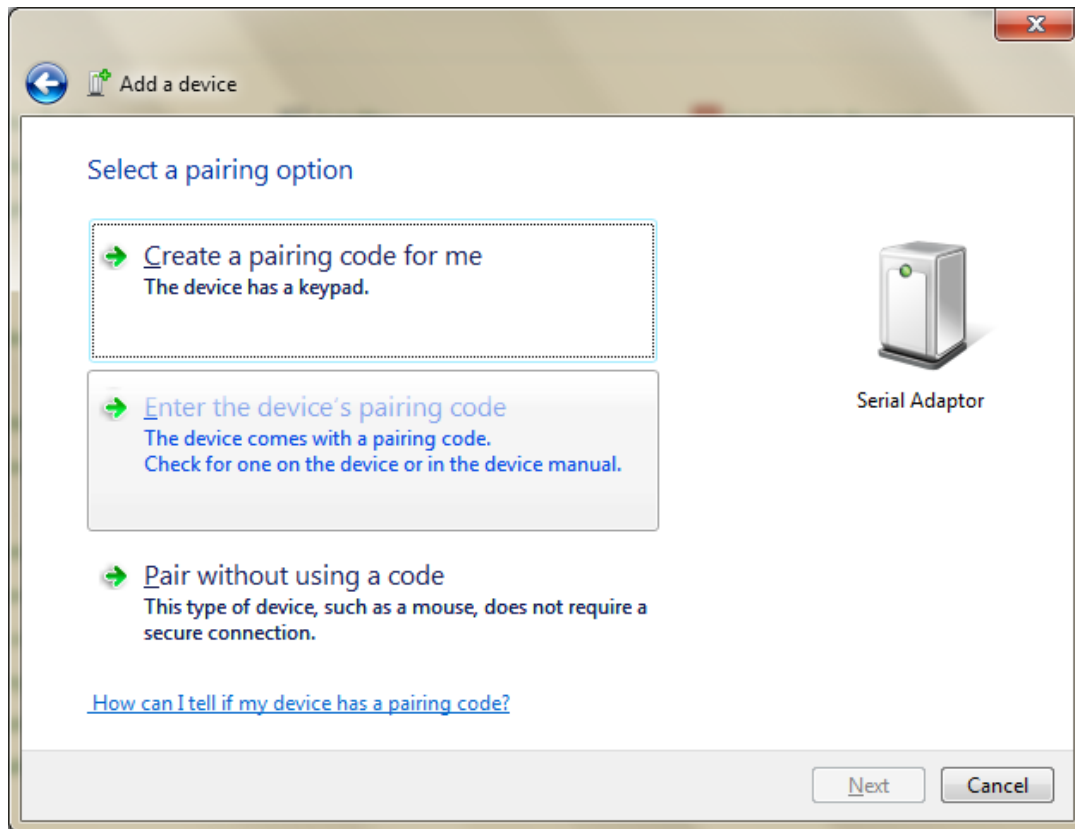 Add a device
Select a pairing option
Create a pairing code for me
The device has a keypad.
Enter the device's pairing code
The device comes with a pairing code.
Check for one on the device or in the device manual.
Serial Adaptor
Pair without using a code
This type of device, such as a mouse, does not require a
secure connection.
How can I tell if my device has a pairing code?
Next
Cancel